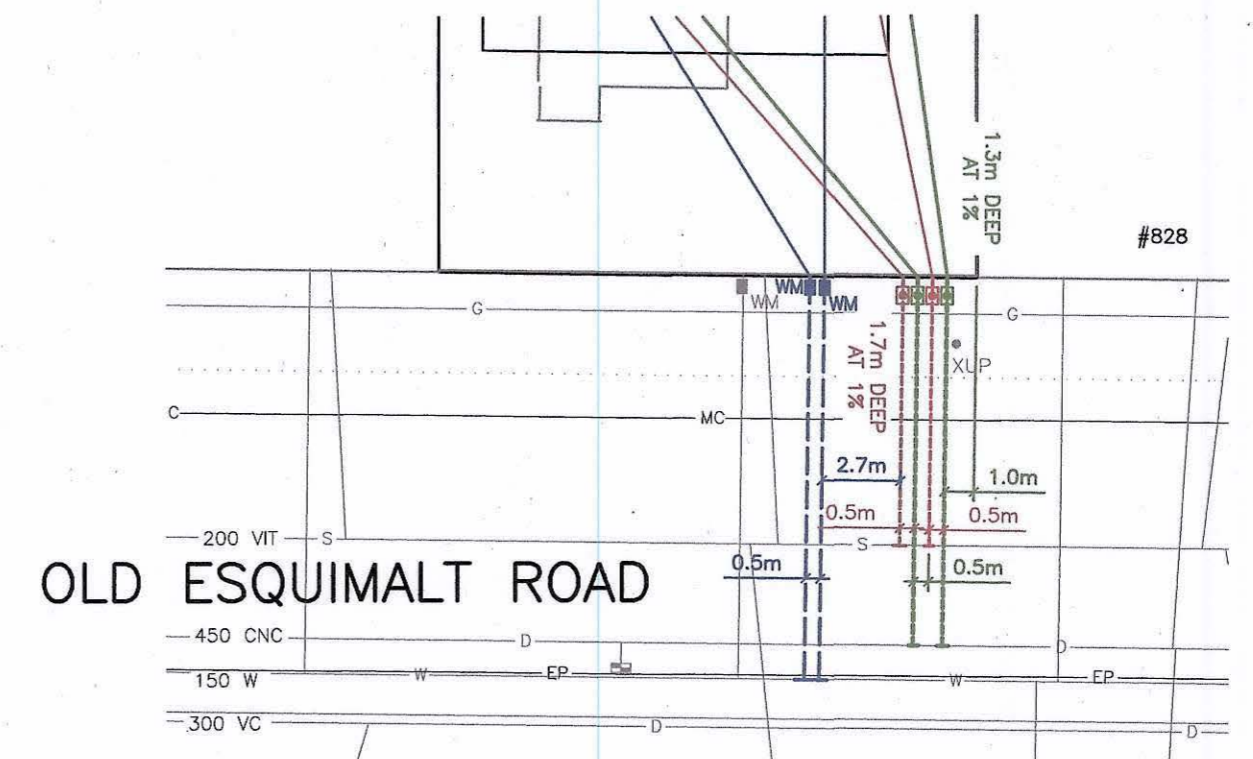 1.3m DEEP
AT 1%
#828
WM
WM
WM
G
G
1.7m DEEP
AT 1%
XLP
C
MC
2.7m
1.0m
0.5m
0.5m
200 VIT
S
S
0.5m
0.5m
OLD ESQUIMALT ROAD
450 CNC
D
D
150 W
W
EP
W
EP
300 VC
D
D